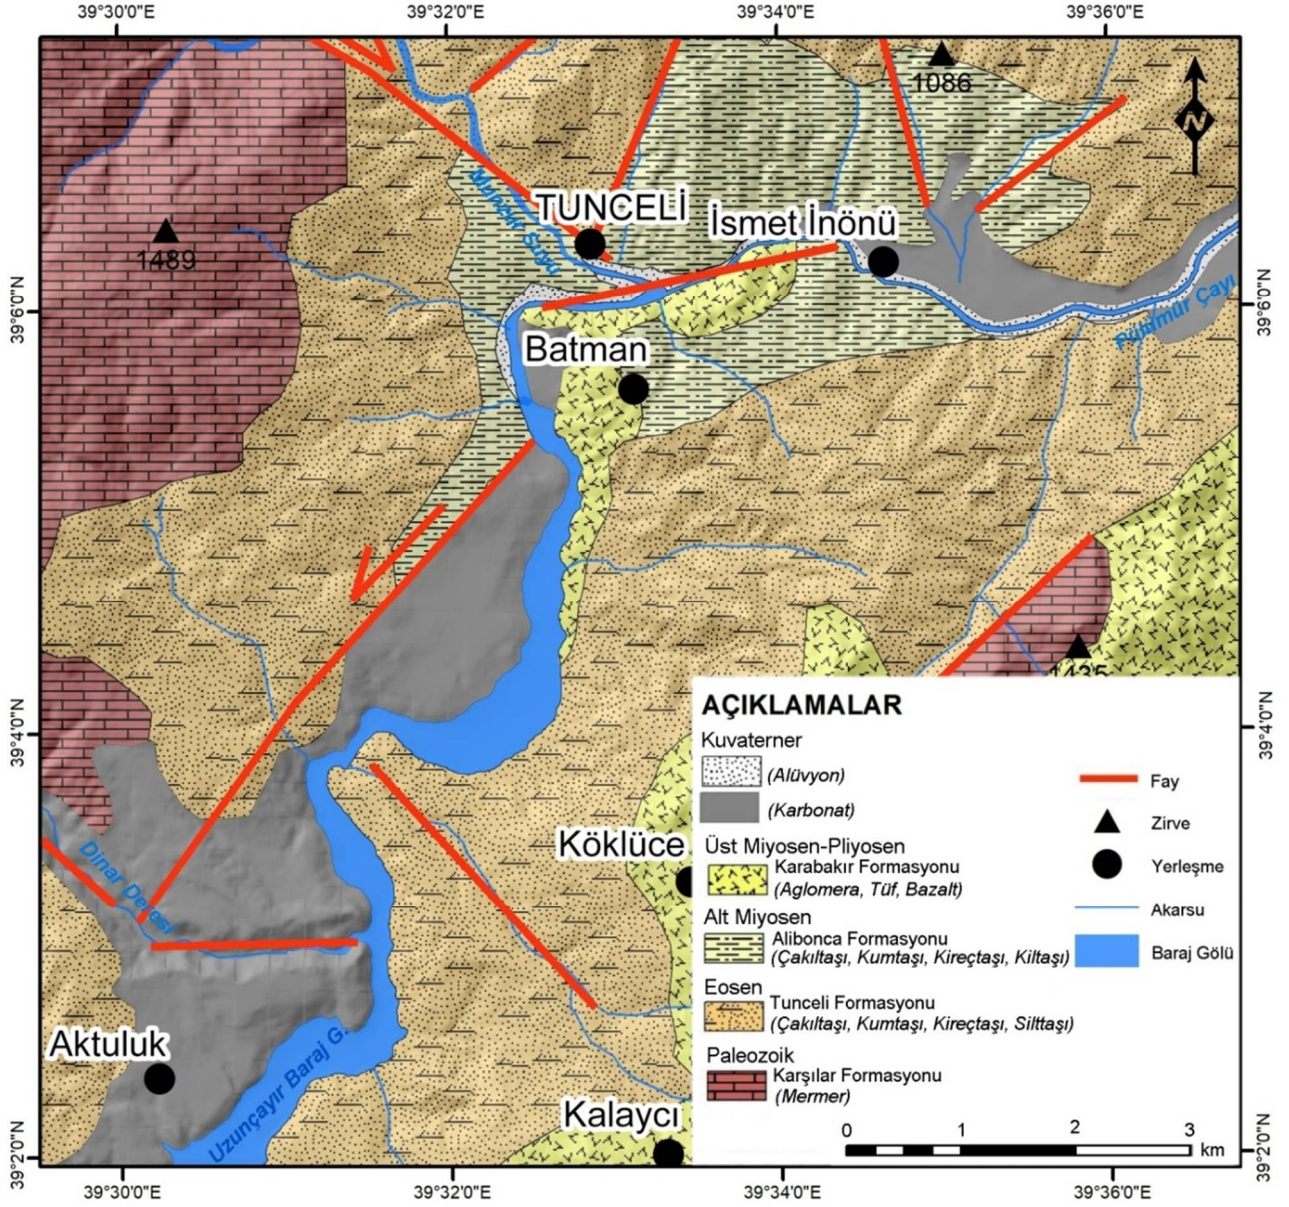 39°30'0"E 39°32'0"E 39°34'0"E 39°36'0"E
1086
N
Munzur Suyu
TUNCELİ
İsmet İnönü
1489
39°6'0"N
39°6'0"N
Pülümür Çayı
Batman
1435
39°4'0"N
39°4'0"N
AÇIKLAMALAR
Kuvaterner
(Alüvyon)
(Karbonat)
Üst Miyosen-Pliyosen
Karabakır Formasyonu
(Aglomera, Tüf, Bazalt)
Alt Miyosen
Alibonca Formasyonu
(Çakıltaşı, Kumtaşı, Kireçtaşı, Kiltaşı)
Eosen
Tunceli Formasyonu
(Çakıltaşı, Kumtaşı, Kireçtaşı, Silttaşı)
Paleozoik
Karşılar Formasyonu
(Mermer)
Fay
Zirve
Yerleşme
Akarsu
Baraj Gölü
0 1 2 3
km
Köklüce
Dinar Deresi
Aktuluk
Uzunçayır Baraj G.
Kalaycı
39°2'0"N
39°2'0"N
39°30'0"E 39°32'0"E 39°34'0"E 39°36'0"E